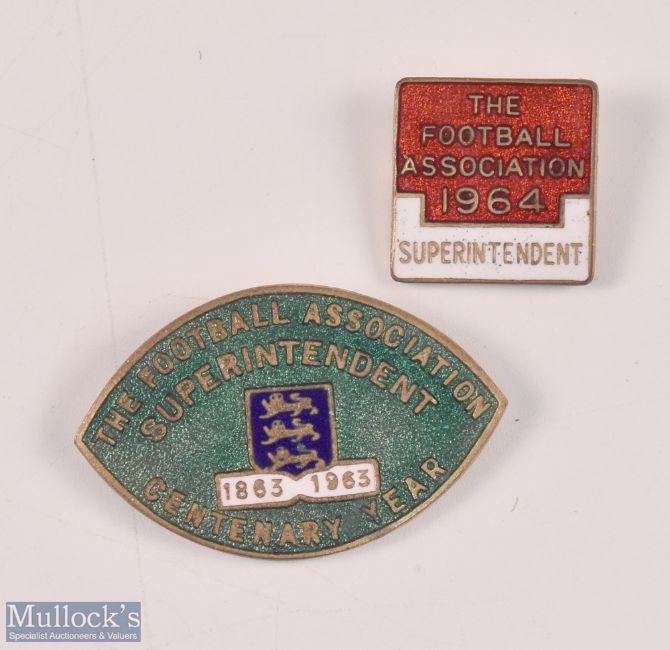 THE
FOOTBALL
ASSOCIATION
1964
SUPERINTENDENT
THE FOOTBALL ASSOCIATION
SUPERINTENDENT
1863 1963
CENTENARY YEAR
Mullock's
Specialist Auctioneers & Valuers